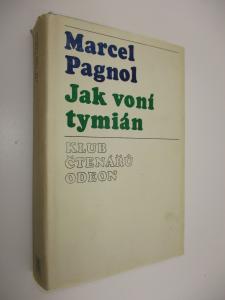 Marcel
Pagnol
Jak voní
tymián
KLUB
ČTENÁŘŮ
ODEON